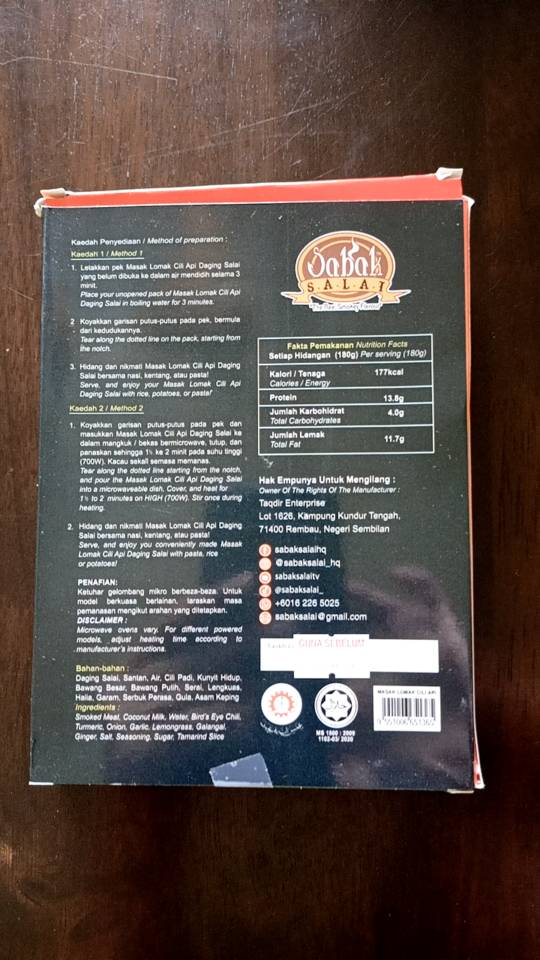 Kaedah Penyediaan / Method of preparation :
Kaedah 1 / Method 1
1. Letakkan pek Masak Lomak Cili Api Daging Salai
yang belum dibuka ke dalam air mendidih selama 3
minit.
Place your unopened pack of Masak Lomak Cili Api
Daging Salai in boiling water for 3 minutes.
2 Koyakkan garisan putus-putus pada pek, bermula
dari kedudukannya.
Tear along the dotted line on the pack, starting from
the notch.
3. Hidang dan nikmati Masak Lomak Cili Api Daging
Salai bersama nasi, kentang, atau pasta!
Serve, and enjoy your Masak Lomak Cili Api
Daging Salai with rice, potatoes, or pasta!
Kaedah 2 / Method 2
1. Koyakkan garisan putus-putus pada pek dan
masukkan Masak Lomak Cili Api Daging Salai ke
dalam mangkuk / bekas bermicrowave, tutup, dan
panaskan sehingga 1½ ke 2 minit pada suhu tinggi
(700W). Kacau sekali semasa memanas.
Tear along the dotted line starting from the notch,
and pour the Masak Lomak Cili Api Daging Salai
into a microwaveable dish, Cover, and heat for
1½ to 2 minutes on HIGH (700W). Stir once during
heating.
2. Hidang dan nikmati Masak Lomak Cili Api Daging
Salai bersama nasi, kentang, atau pasta!
Serve, and enjoy you conveniently made Masak
Lomak Cili Api Daging Salai with pasta, rice
or potatoes!
PENAFIAN:
Ketuhar gelombang mikro berbeza-beza. Untuk
model berkuasa berlainan, laraskan masa
pemanasan mengikut arahan yang ditetapkan.
DISCLAIMER :
Microwave ovens vary. For different powered
models, adjust heating time according to
manufacturer's instructions.
Bahan-bahan :
Daging Salai, Santan, Air, Cili Padi, Kunyit Hidup,
Bawang Besar, Bawang Putih, Serai, Lengkuas,
Halia, Garam, Serbuk Perasa, Gula, Asam Keping
Ingredients :
Smoked Meat, Coconut Milk, Water, Bird's Eye Chili,
Turmeric, Onion, Garlic, Lemongrass, Galangal,
Ginger, Salt, Seasoning, Sugar, Tamarind Slice
Sabak
SALAI
Fakta Pemakanan Nutrition Facts
Setiap Hidangan (180g) Per serving (180g)
Kalori / Tenaga 177kcal
Calories / Energy
Protein 13.8g
Jumlah Karbohidrat 4.0g
Total Carbohydrates
Jumlah Lemak 11.7g
Total Fat
Hak Empunya Untuk Mengilang :
Owner Of The Rights Of The Manufacturer :
Taqdir Enterprise
Lot 1626, Kampung Kundur Tengah,
71400 Rembau, Negeri Sembilan
sabaksalaihq
@sabaksalai_hq
sabaksalaitv
@sabaksalai_
+6016 226 5025
sabaksalai@gmail.com
GUNA SEBELUM
MS 1500 : 2009
1102-03/ 2020
MASAK LOMAK CILI API
9 551006 651365